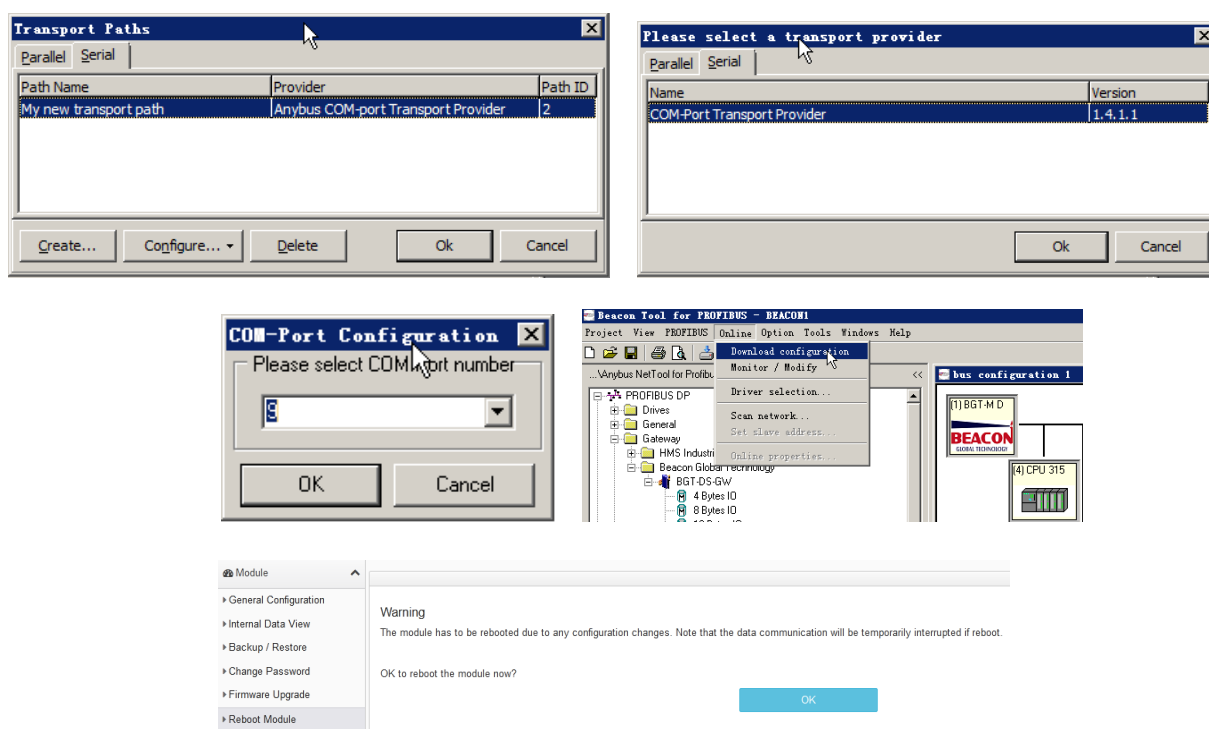 Transport Paths
Parallel Serial
Path Name Provider Path ID
My new transport path Anybus COM-port Transport Provider 2
Create... Configure... Delete Ok Cancel
Please select a transport provider
Parallel Serial
Name Version
COM-Port Transport Provider 1.4.1.1
Ok Cancel
COM-Port Configuration
Please select COM-port number
9
OK Cancel
Beacon Tool for PROFIBUS - BEACON1
Project View PROFIBUS Online Option Tools Windows Help
Download configuration
Monitor / Modify
Driver selection...
Scan network...
Set slave address...
Online properties...
...\Anybus NetTool for Profibu
<<
PROFIBUS DP
Drives
General
Gateway
HMS Industri
Beacon Global Technology
BGT-DS-GW
4 Bytes IO
8 Bytes IO
bus configuration 1
(1) BGT-M D
BEACON
GLOBAL TECHNOLOGY
(4) CPU 315
Module
General Configuration
Internal Data View
Backup / Restore
Change Password
Firmware Upgrade
Reboot Module
Warning
The module has to be rebooted due to any configuration changes. Note that the data communication will be temporarily interrupted if reboot.
OK to reboot the module now?
OK